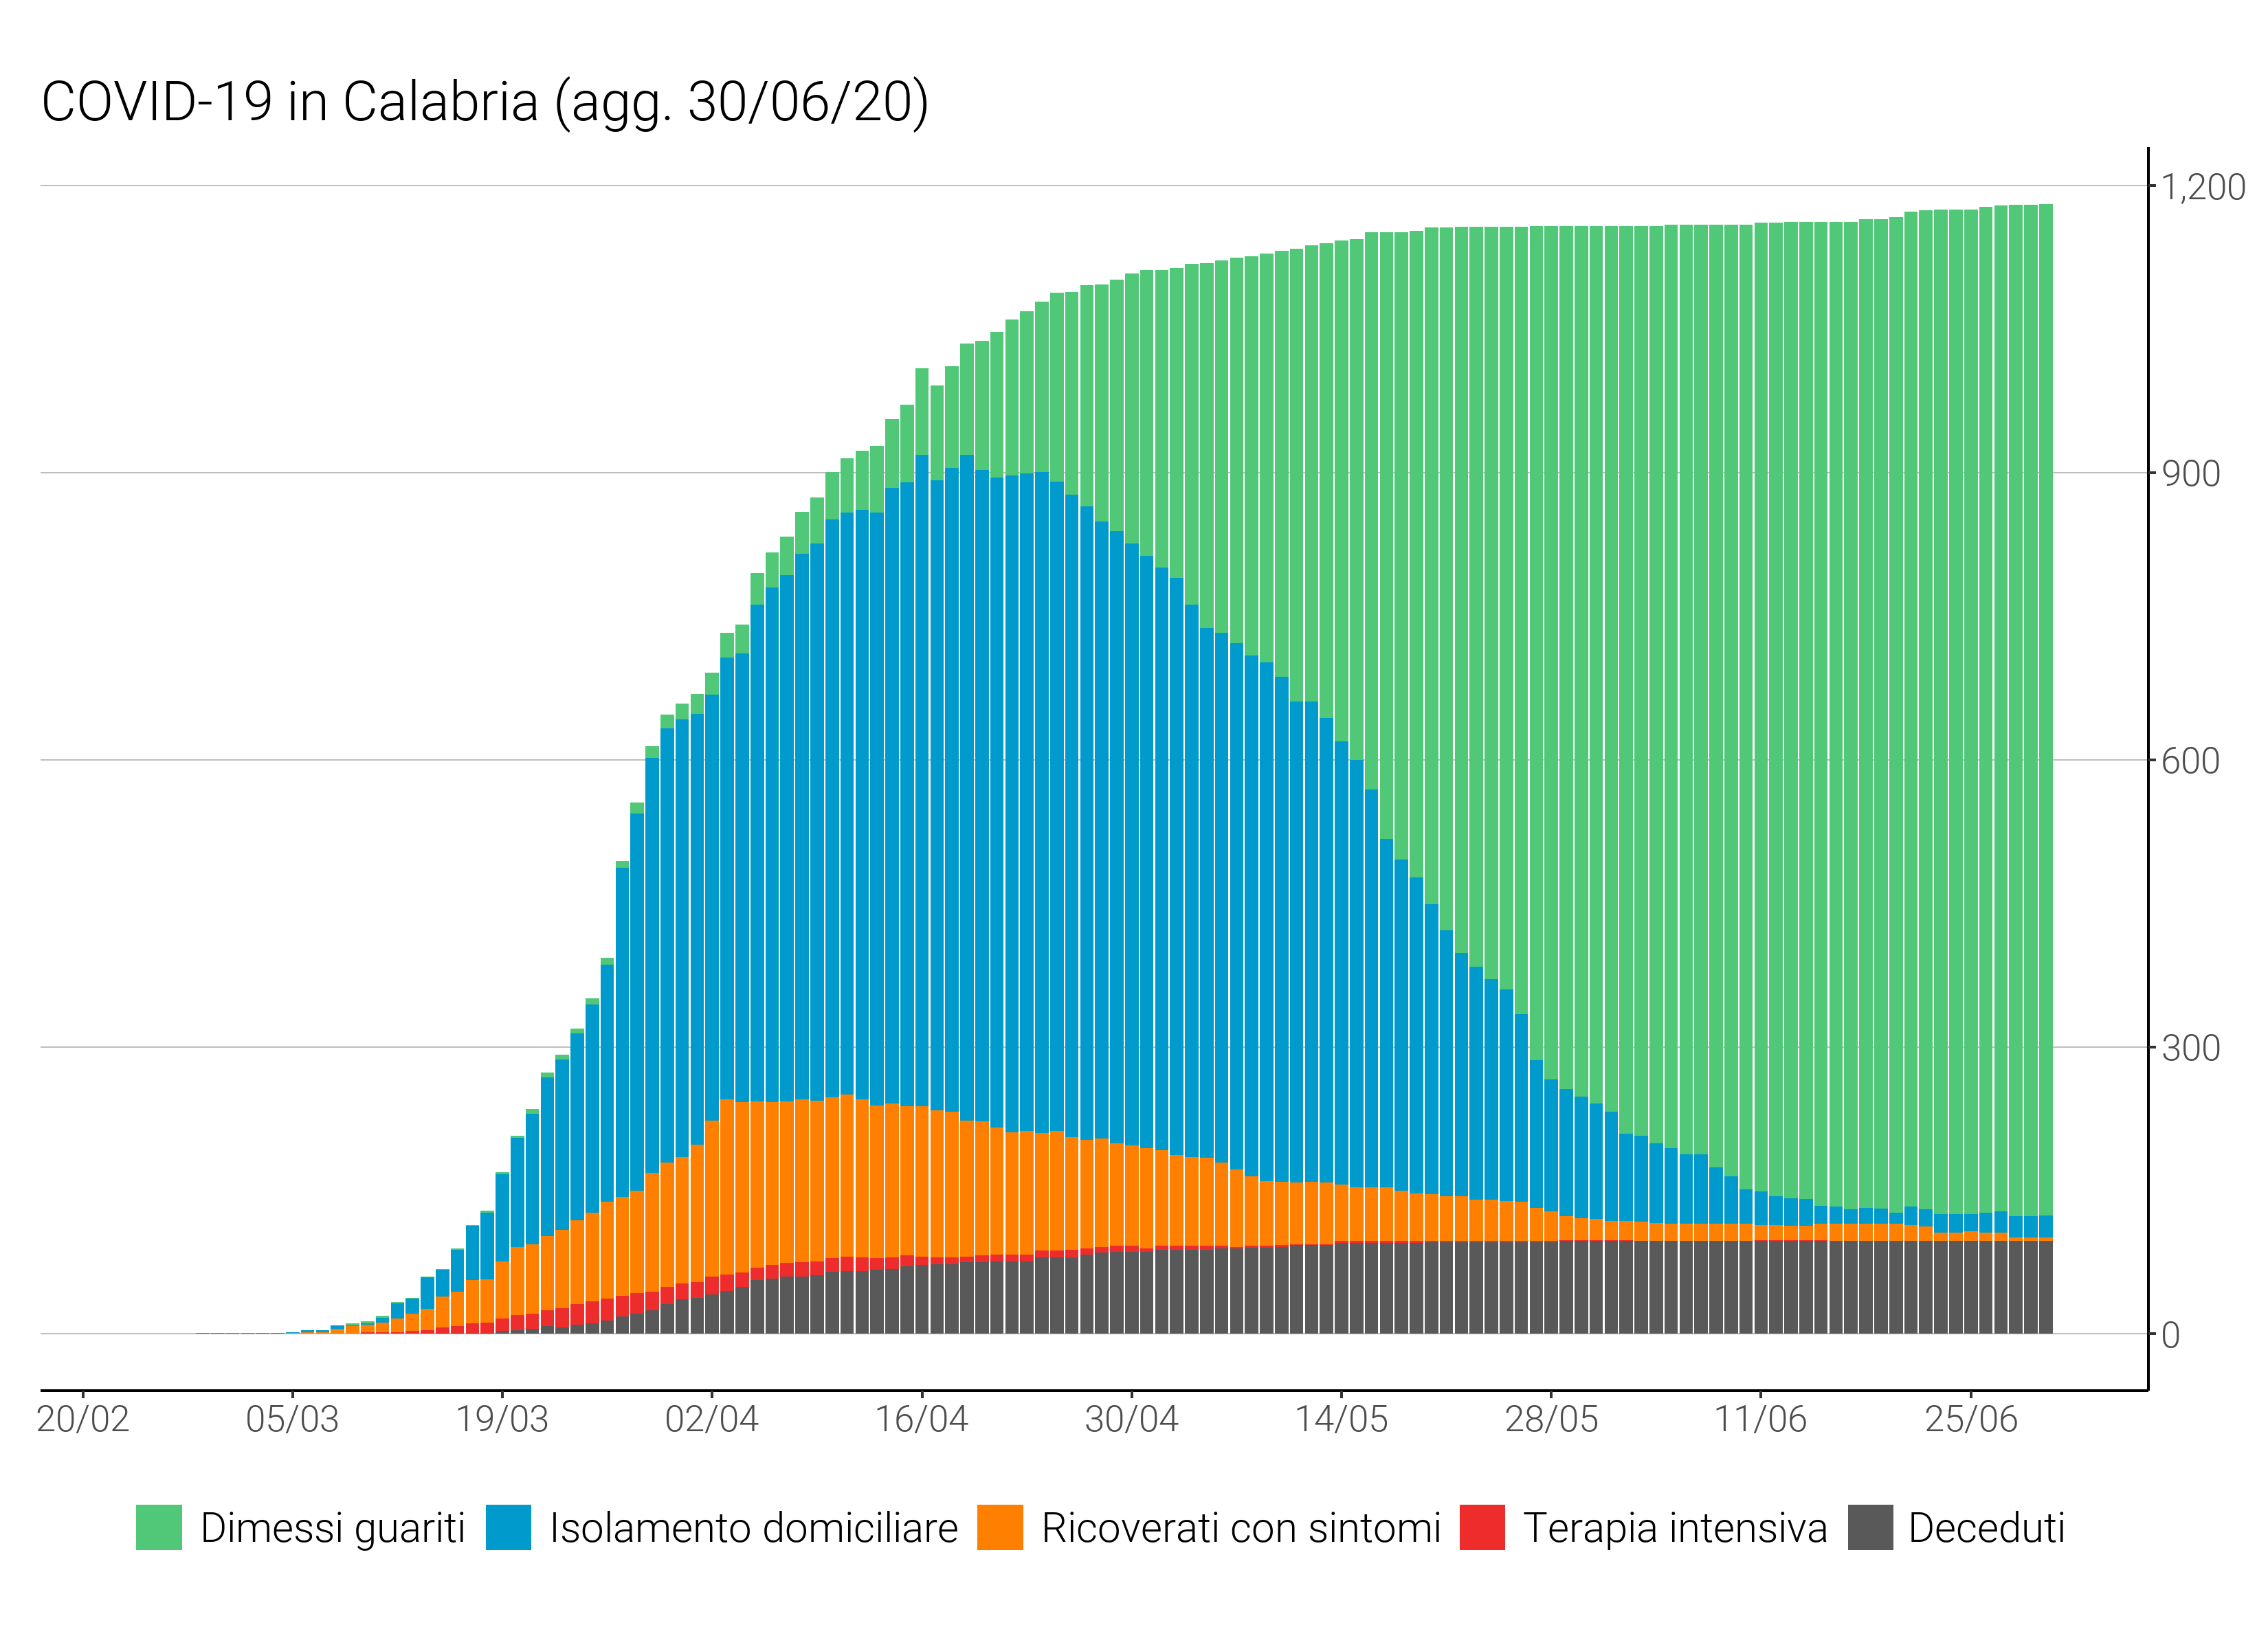 COVID-19 in Calabria (agg. 30/06/20)
1,200
900
600
300
0
20/02 05/03 19/03 02/04 16/04 30/04 14/05 28/05 11/06 25/06
Dimessi guariti Isolamento domiciliare Ricoverati con sintomi Terapia intensiva Deceduti